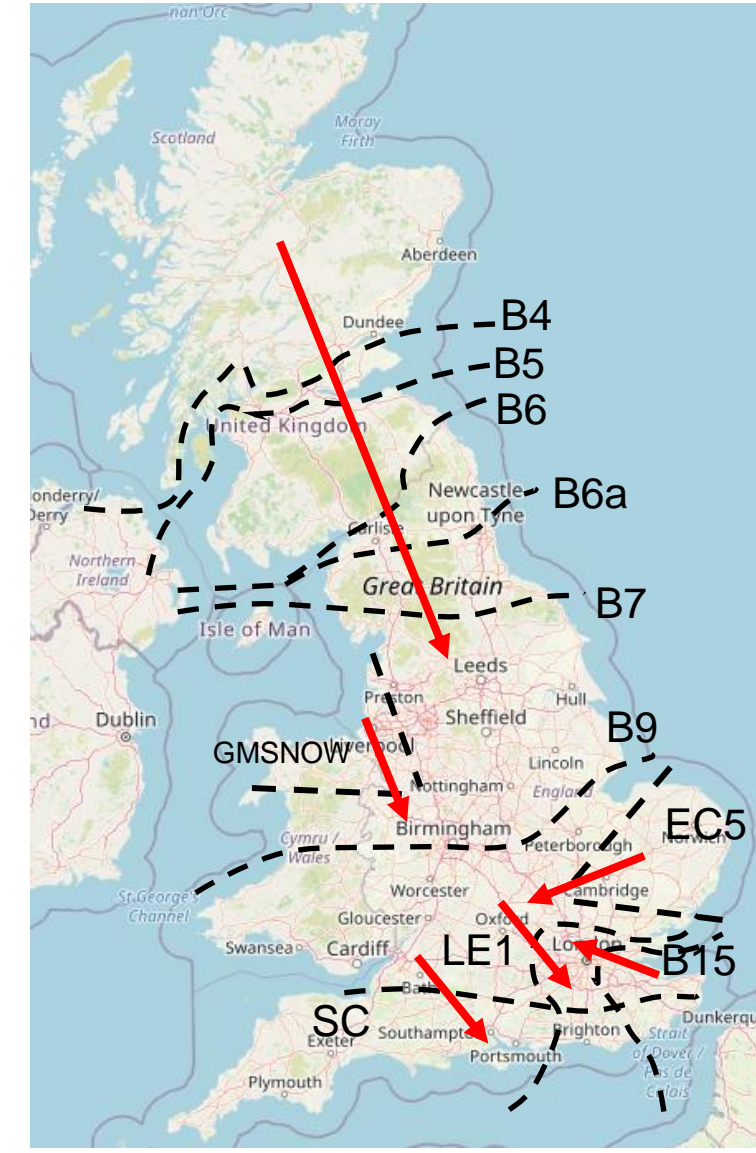 nan Orc
Moray
Firth
Scotland
Aberdeen
B4
Dundee
B5
B6
United Kingdom
onderry/
Derry
Newcastle
upon Tyne
B6a
Carlisle
Northern
Ireland
Great Britain
B7
Isle of Man
Leeds
Preston
Hull
nd
Dublin
Sheffield
B9
GMSNOW
Liverpool
Lincoln
Nottingham
England
Birmingham
EC5
Norwich
Cymru /
Wales
Peterborough
St George's
Channel
Worcester
Cambridge
Gloucester
Oxford
Swansea
Cardiff
LE1
London
B15
Bath
SC
Exeter
Southampto
Brighton
Dunkerqu
Strait
of Dover /
Pas de
Calais
Portsmouth
Plymouth